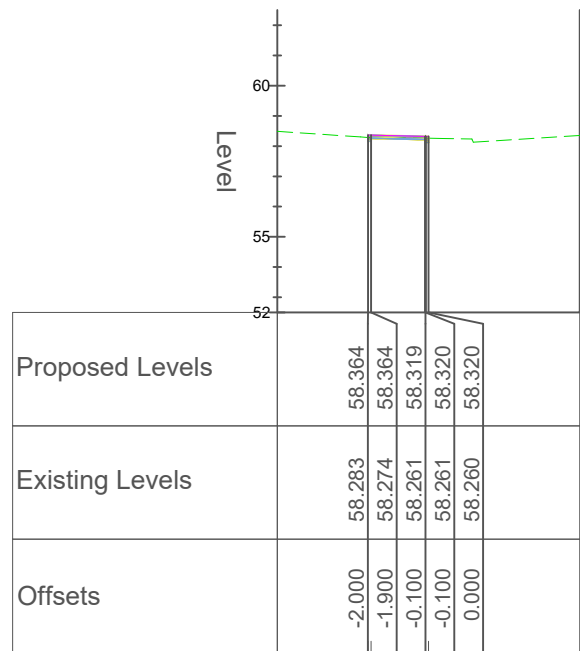 60
Level
55
52
Proposed Levels 58.364 58.364 58.319 58.320 58.320
Existing Levels 58.283 58.274 58.261 58.261 58.260
Offsets -2.000 -1.900 -0.100 -0.100 0.000